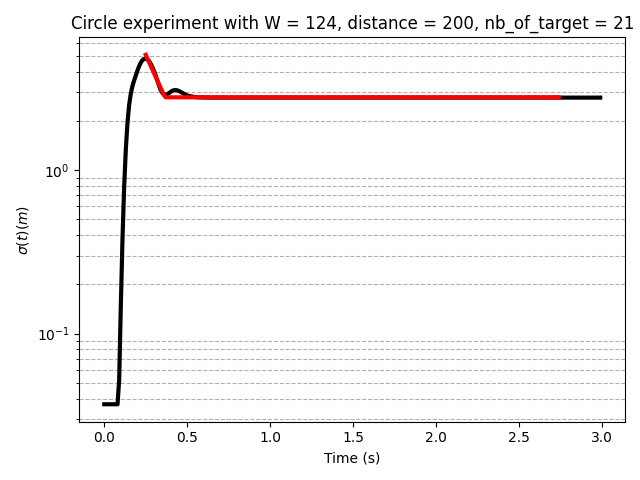 Circle experiment with W = 124, distance = 200, nb_of_target = 21
10⁰
10⁻¹
σ(t)(m)
0.0 0.5 1.0 1.5 2.0 2.5 3.0
Time (s)